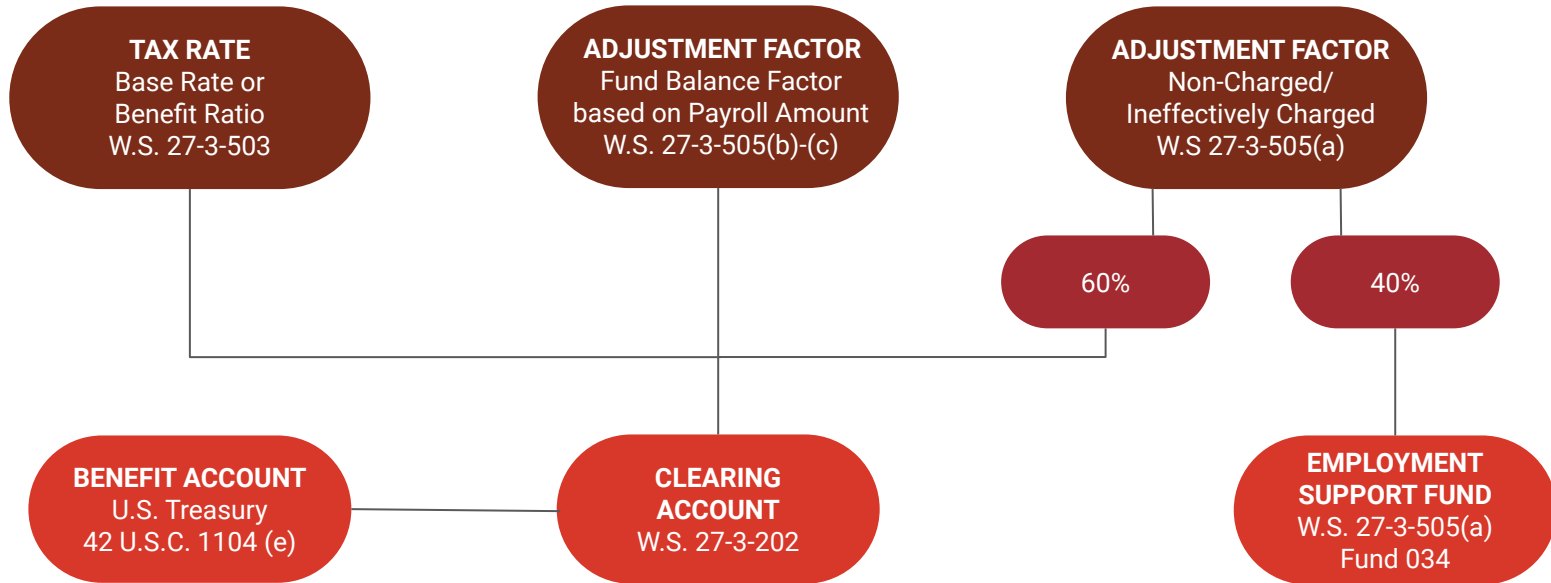 TAX RATE
Base Rate or
Benefit Ratio
W.S. 27-3-503
ADJUSTMENT FACTOR
Fund Balance Factor
based on Payroll Amount
W.S. 27-3-505(b)-(c)
ADJUSTMENT FACTOR
Non-Charged/
Ineffectively Charged
W.S 27-3-505(a)
60%
40%
BENEFIT ACCOUNT
U.S. Treasury
42 U.S.C. 1104 (e)
CLEARING
ACCOUNT
W.S. 27-3-202
EMPLOYMENT
SUPPORT FUND
W.S. 27-3-505(a)
Fund 034